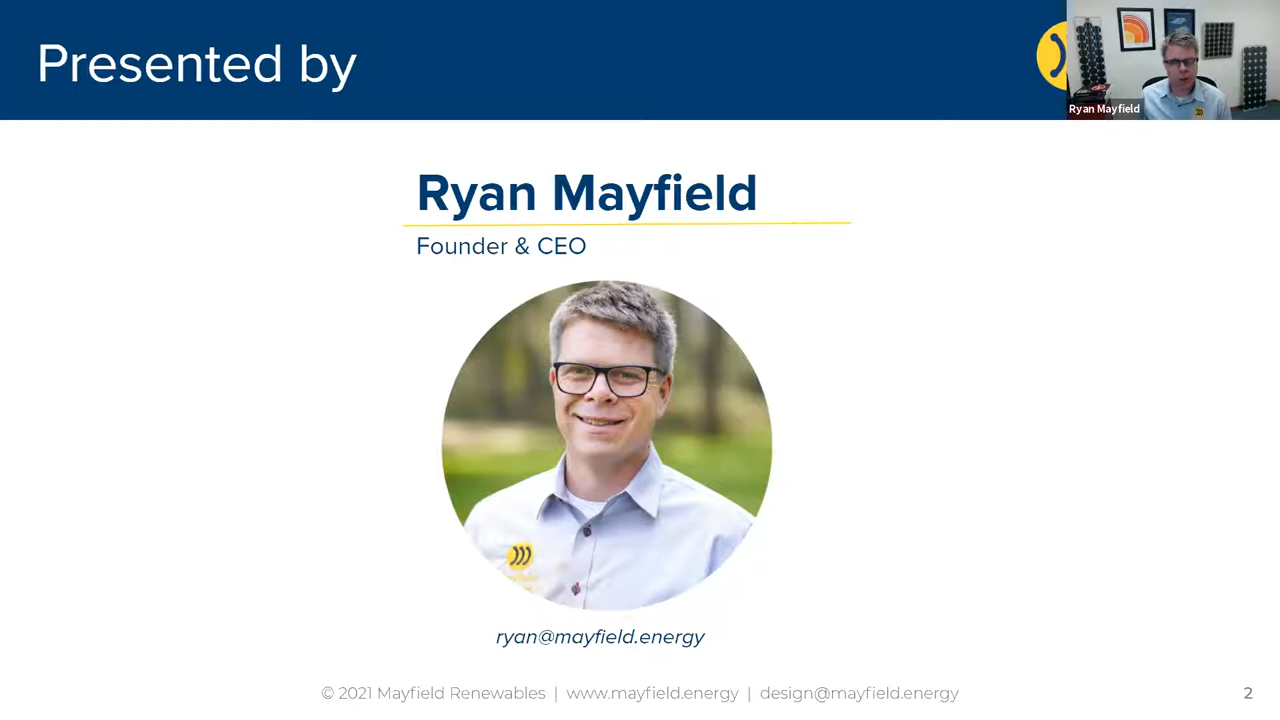 Presented by
Ryan Mayfield
Ryan Mayfield
Founder & CEO
ryan@mayfield.energy
© 2021 Mayfield Renewables | www.mayfield.energy | design@mayfield.energy
2